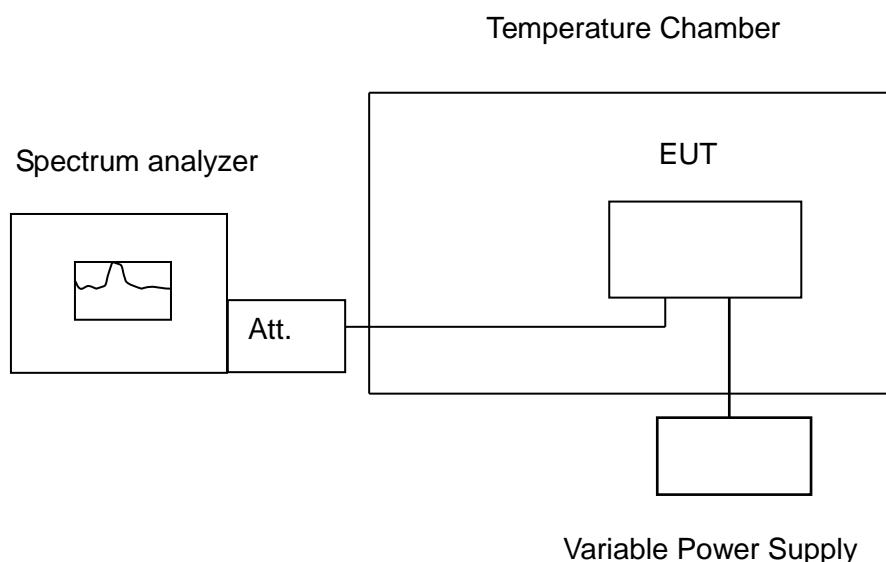 Temperature Chamber
Spectrum analyzer
EUT
Att.
Variable Power Supply